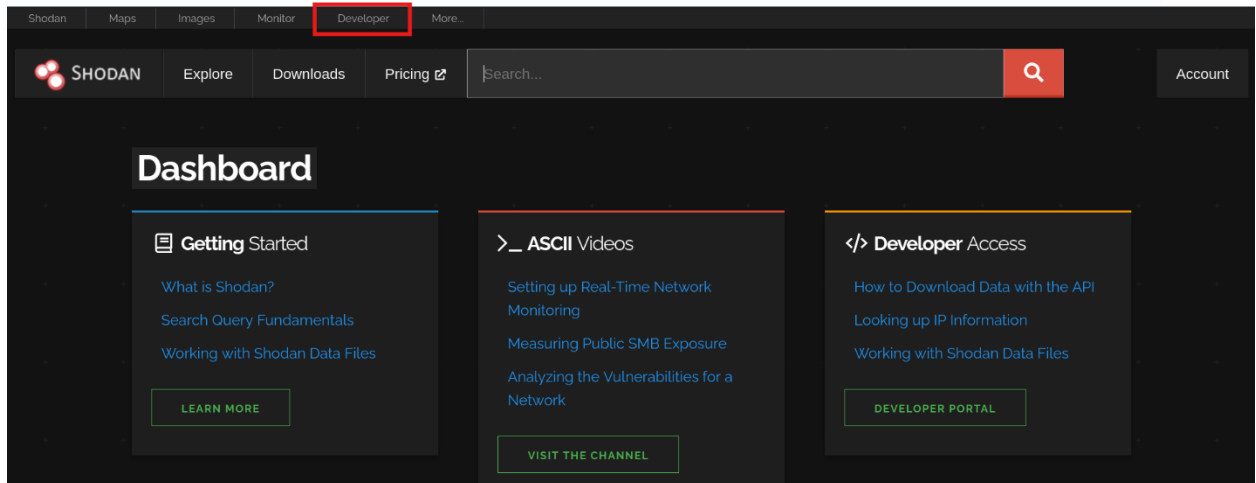 Shodan Maps Images Monitor Developer More...
SHODAN Explore Downloads Pricing Search... Account
Dashboard
Getting Started
What is Shodan?
Search Query Fundamentals
Working with Shodan Data Files
LEARN MORE
>_ ASCII Videos
Setting up Real-Time Network
Monitoring
Measuring Public SMB Exposure
Analyzing the Vulnerabilities for a
Network
VISIT THE CHANNEL
</> Developer Access
How to Download Data with the API
Looking up IP Information
Working with Shodan Data Files
DEVELOPER PORTAL